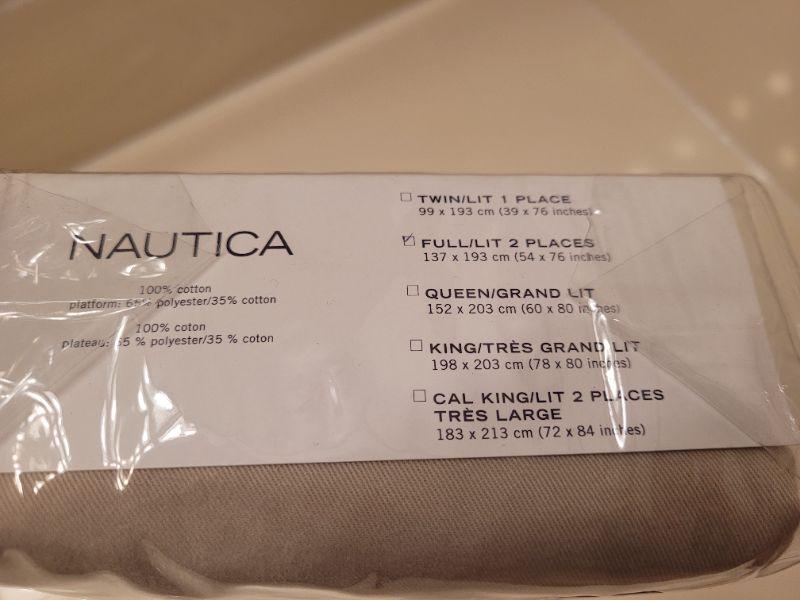 NAUTICA
100% cotton
platform: 65% polyester/35% cotton
100% coton
plateau: 65 % polyester/35 % coton
☐ TWIN/LIT 1 PLACE
99 x 193 cm (39 x 76 inches)
☑ FULL/LIT 2 PLACES
137 x 193 cm (54 x 76 inches)
☐ QUEEN/GRAND LIT
152 x 203 cm (60 x 80 inches)
☐ KING/TRÈS GRAND LIT
198 x 203 cm (78 x 80 inches)
☐ CAL KING/LIT 2 PLACES
TRÈS LARGE
183 x 213 cm (72 x 84 inches)